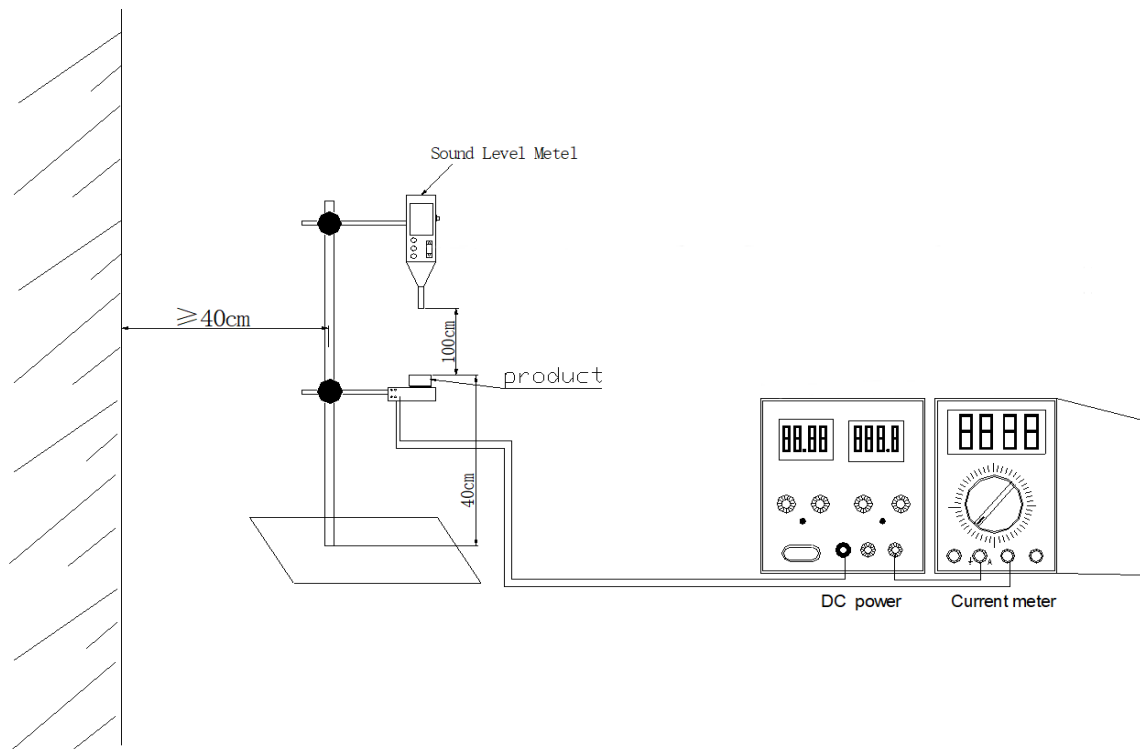 Sound Level Metel
≥40cm
100cm
product
40cm
88.88
888.8
8888
A
DC power
Current meter